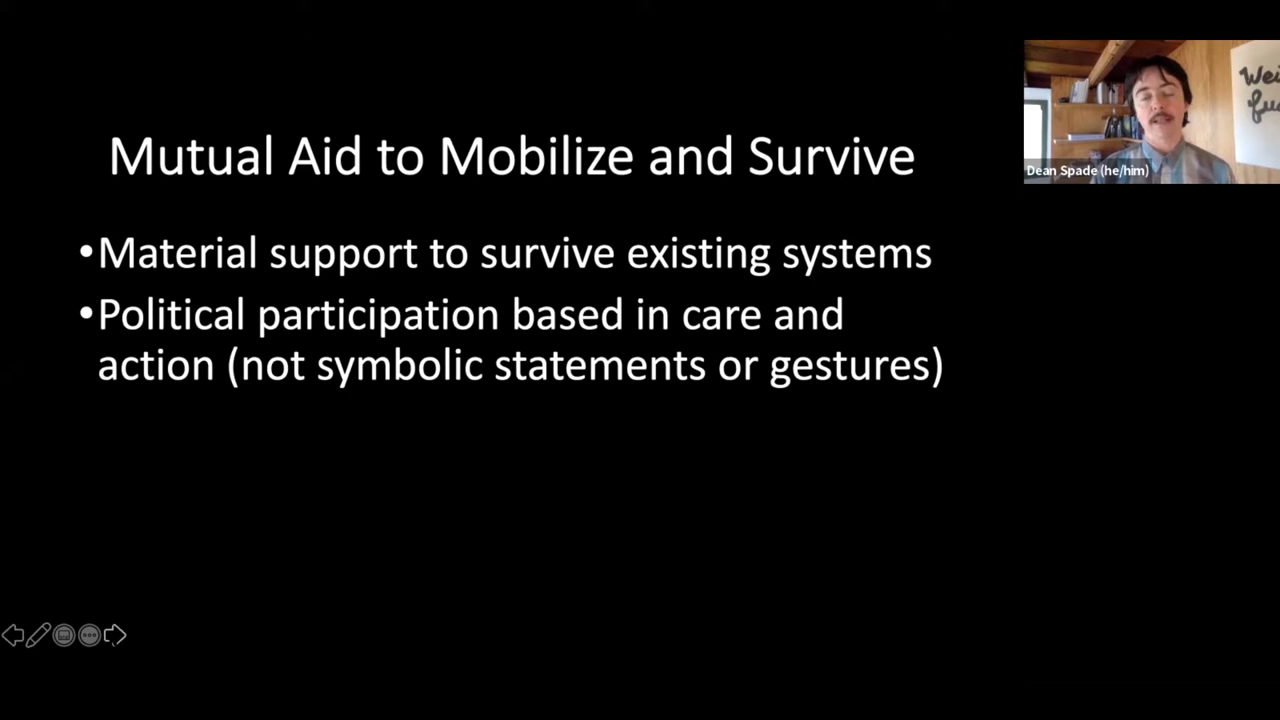 Mutual Aid to Mobilize and Survive
•Material support to survive existing systems
•Political participation based in care and
action (not symbolic statements or gestures)
Dean Spade (he/him)